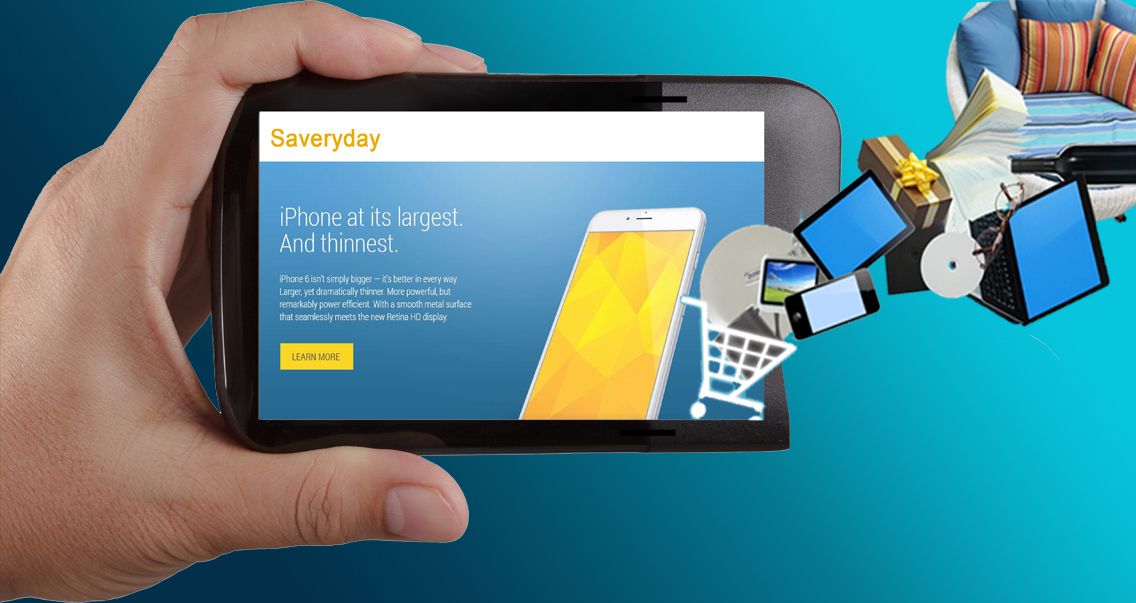 Saveryday
iPhone at its largest.
And thinnest.
iPhone 6 isn't simply bigger – it's better in every way
Larger, yet dramatically thinner. More powerful, but
remarkably power efficient. With a smooth metal surface
that seamlessly meets the new Retina HD display
LEARN MORE